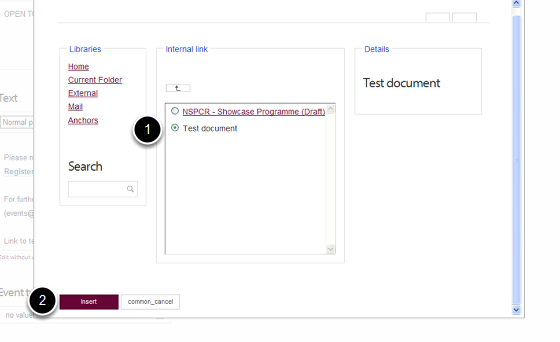 OPEN TO
Libraries
Home
Current Folder
External
Mail
Anchors
Search
Internal link
NSPCR - Showcase Programme (Draft)
Test document
Details
Test document
1
2
Insert
common_cancel
Text
Normal p
Please n
Register
For furthe
(events@
Link to te
Edit without
Event t
no value